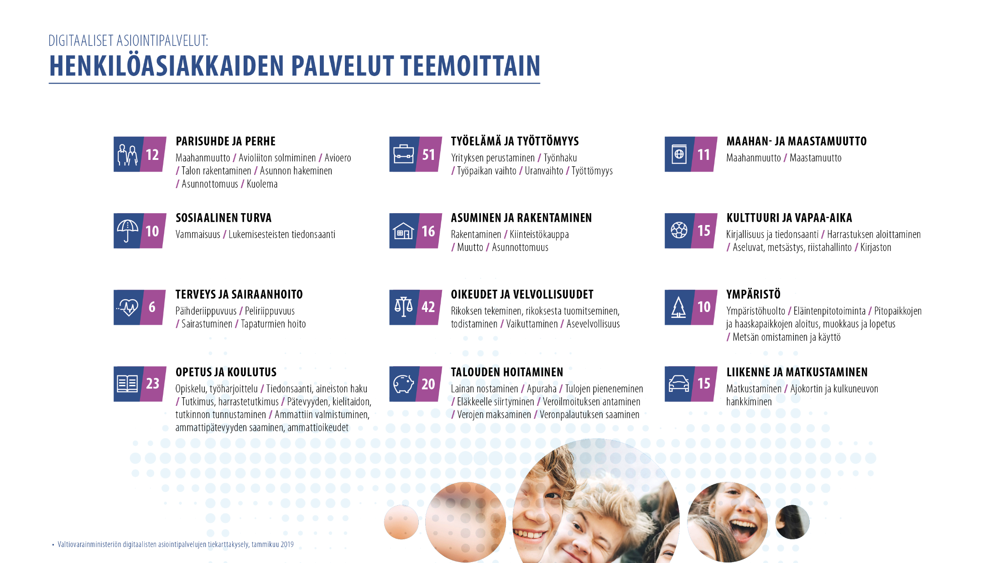 DIGITAALISET ASIOINTIPALVELUT:
HENKILÖASIAKKAIDEN PALVELUT TEEMOITTAIN
12
PARISUHDE JA PERHE
Maahanmuutto / Avioliiton solmiminen / Avioero
/ Talon rakentaminen / Asunnon hakeminen
/ Asunnottomuus / Kuolema
51
TYÖELÄMÄ JA TYÖTTÖMYYS
Yrityksen perustaminen / Työnhaku
/ Työpaikan vaihto / Uranvaihto / Työttömyys
11
MAAHAN- JA MAASTAMUUTTO
Maahanmuutto / Maastamuutto
10
SOSIAALINEN TURVA
Vammaisuus / Lukemisesteisten tiedonsaanti
16
ASUMINEN JA RAKENTAMINEN
Rakentaminen / Kiinteistökauppa
/ Muutto / Asunnottomuus
15
KULTTUURI JA VAPAA-AIKA
Kirjallisuus ja tiedonsaanti / Harrastuksen aloittaminen
/ Aseluvat, metsästys, riistahallinto / Kirjaston
6
TERVEYS JA SAIRAANHOITO
Päihderiippuvuus / Peliriippuvuus
/ Sairastuminen / Tapaturmien hoito
42
OIKEUDET JA VELVOLLISUUDET
Rikoksen tekeminen, rikoksesta tuomitseminen,
todistaminen / Vaikuttaminen / Asevelvollisuus
10
YMPÄRISTÖ
Ympäristöhuolto / Eläintenpitotoiminta / Pitopaikkojen
ja haaskapaikkojen aloitus, muokkaus ja lopetus
/ Metsän omistaminen ja käyttö
23
OPETUS JA KOULUTUS
Opiskelu, työharjoittelu / Tiedonsaanti, aineiston haku
/ Tutkimus, harrastetutkimus / Pätevyyden, kielitaidon,
tutkinnon tunnustaminen / Ammattiin valmistuminen,
ammattipätevyyden saaminen, ammattioikeudet
20
TALOUDEN HOITAMINEN
Lainan nostaminen / Apuraha / Tulojen pieneneminen
/ Eläkkeelle siirtyminen / Veroilmoituksen antaminen
/ Verojen maksaminen / Veronpalautuksen saaminen
15
LIIKENNE JA MATKUSTAMINEN
Matkustaminen / Ajokortin ja kulkuneuvon
hankkiminen
• Valtiovarainministeriön digitaalisten asiointipalvelujen tiekarttakysely, tammikuu 2019